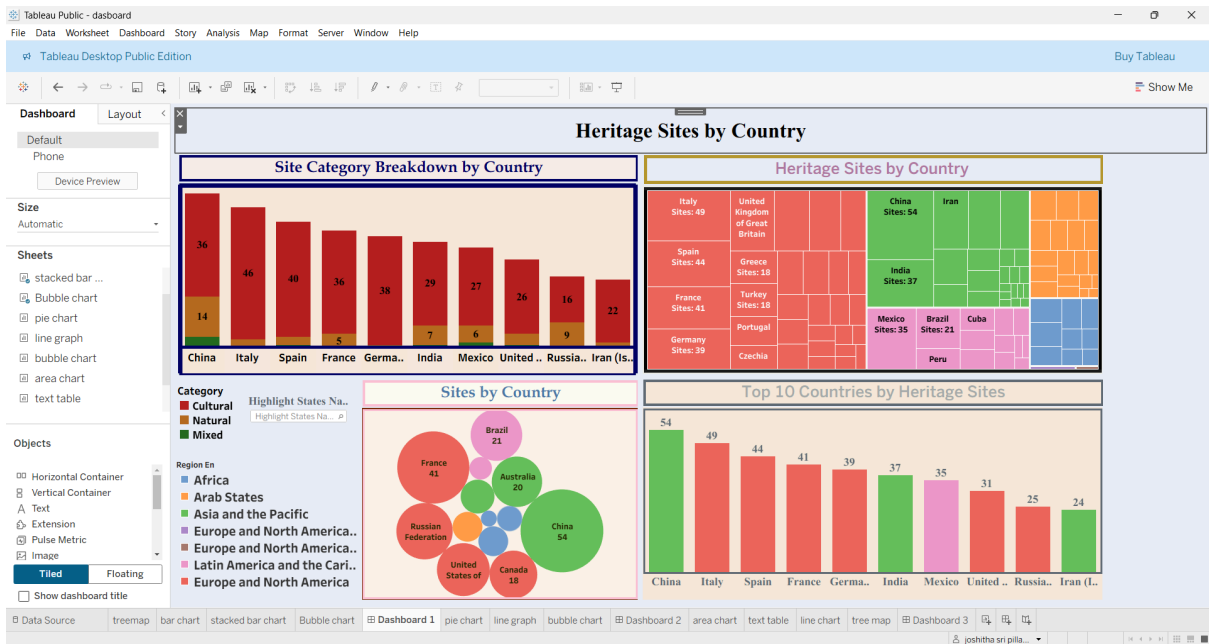 Tableau Public - dasboard
File Data Worksheet Dashboard Story Analysis Map Format Server Window Help
Tableau Desktop Public Edition
Buy Tableau
Show Me
Dashboard Layout
Default
Phone
Device Preview
Size
Automatic
Sheets
stacked bar ...
Bubble chart
pie chart
line graph
bubble chart
area chart
text table
Objects
Horizontal Container
Vertical Container
Text
Extension
Pulse Metric
Image
Tiled Floating
Show dashboard title
Heritage Sites by Country
Site Category Breakdown by Country
36
14
46
40
36
5
38
29
7
27
6
26
16
9
22
China Italy Spain France Germa.. India Mexico United .. Russia.. Iran (Is..
Heritage Sites by Country
Italy
Sites: 49
Spain
Sites: 44
France
Sites: 41
Germany
Sites: 39
United
Kingdom
of Great
Britain
Greece
Sites: 18
Turkey
Sites: 18
Portugal
Czechia
China
Sites: 54
Iran
India
Sites: 37
Mexico
Sites: 35
Brazil
Sites: 21
Cuba
Peru
Category
Cultural
Natural
Mixed
Highlight States Na..
Highlight States Na...
Region En
Africa
Arab States
Asia and the Pacific
Europe and North America..
Europe and North America..
Latin America and the Cari..
Europe and North America
Sites by Country
Brazil
21
France
41
Australia
20
China
54
Russian
Federation
United
States of
Canada
18
Top 10 Countries by Heritage Sites
54 49 44 41 39 37 35 31 25 24
China Italy Spain France Germa.. India Mexico United .. Russia.. Iran (I..
Data Source treemap bar chart stacked bar chart Bubble chart Dashboard 1 pie chart line graph bubble chart Dashboard 2 area chart text table line chart tree map Dashboard 3
joshitha sri pilla...